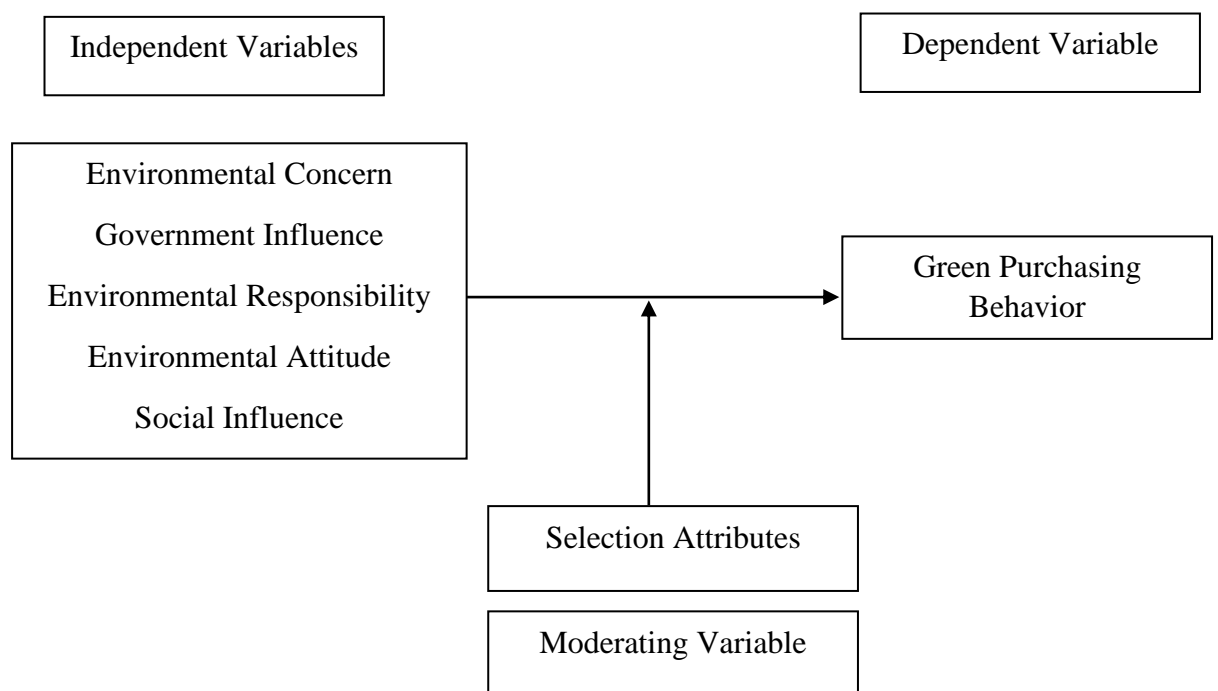 Independent Variables
Dependent Variable
Environmental Concern
Government Influence
Environmental Responsibility
Environmental Attitude
Social Influence
Green Purchasing
Behavior
Selection Attributes
Moderating Variable